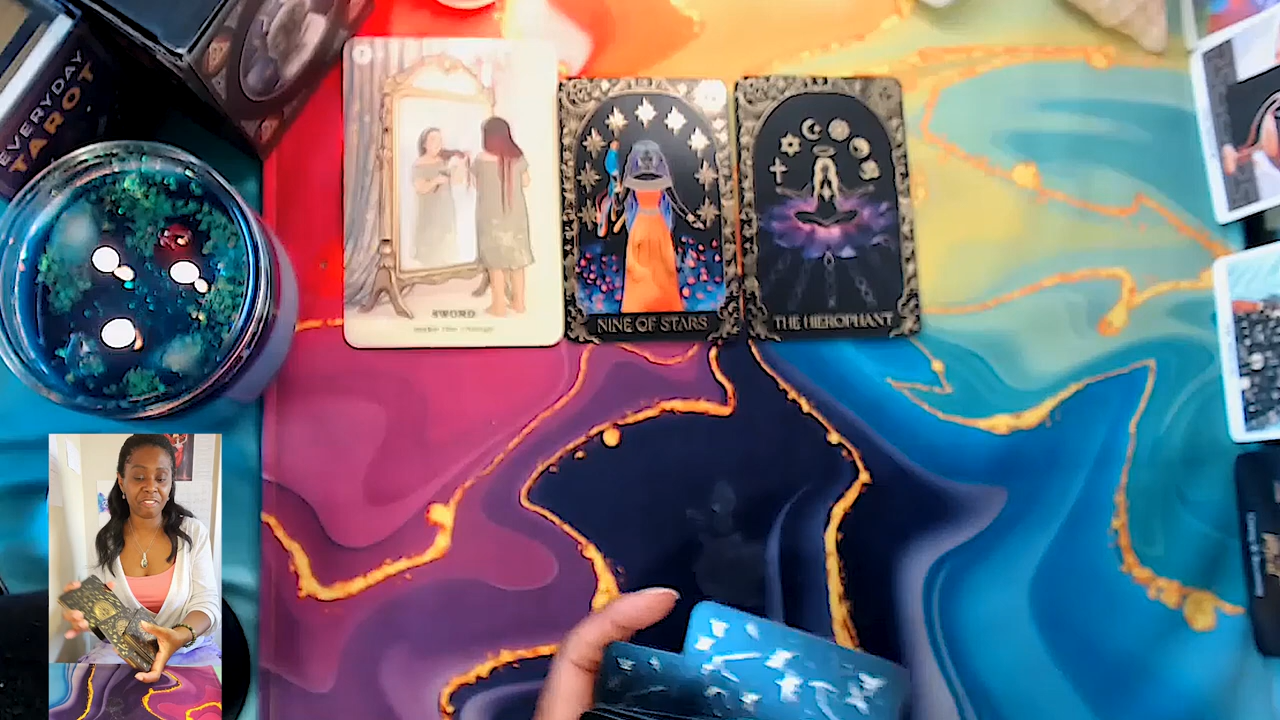 EVERYDAY
TAROT
SWORD
NINE OF STARS
THE HIEROPHANT